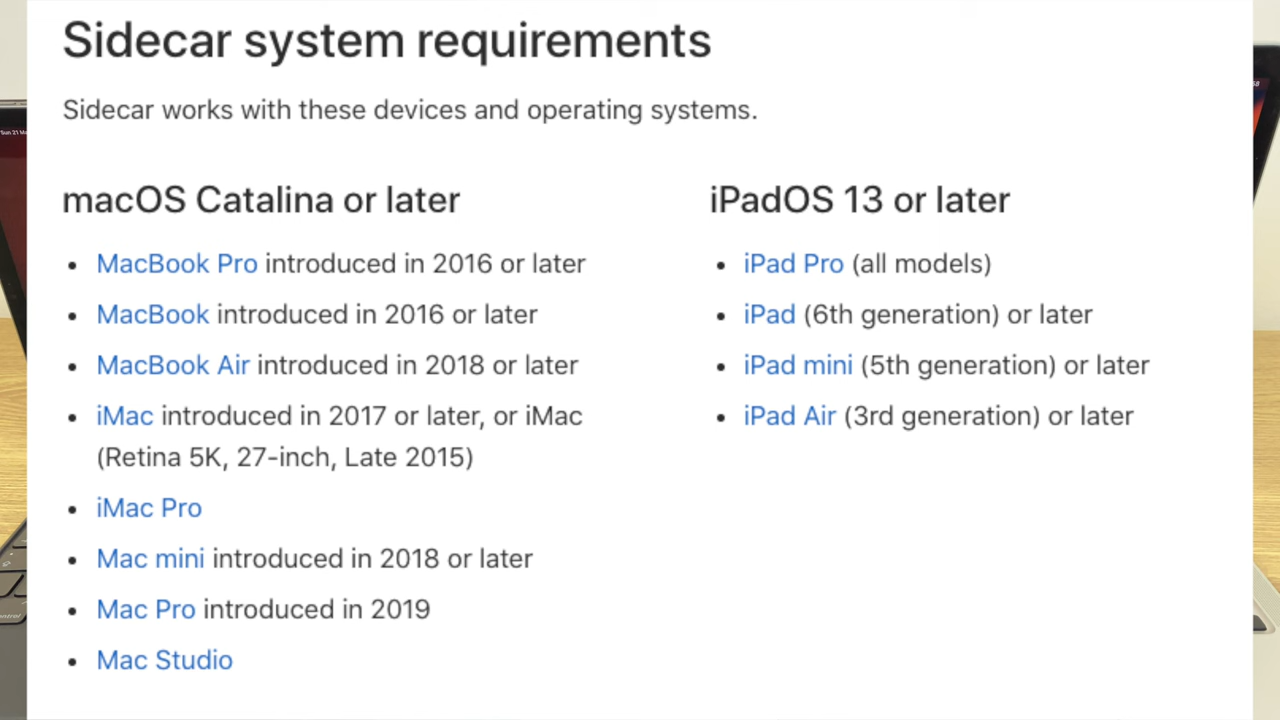 Sidecar system requirements
Sidecar works with these devices and operating systems.
macOS Catalina or later
• MacBook Pro introduced in 2016 or later
• MacBook introduced in 2016 or later
• MacBook Air introduced in 2018 or later
• iMac introduced in 2017 or later, or iMac
(Retina 5K, 27-inch, Late 2015)
• iMac Pro
• Mac mini introduced in 2018 or later
• Mac Pro introduced in 2019
• Mac Studio
iPadOS 13 or later
• iPad Pro (all models)
• iPad (6th generation) or later
• iPad mini (5th generation) or later
• iPad Air (3rd generation) or later